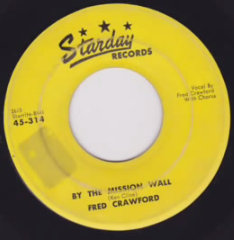 Starday
RECORDS
Vocal By
Fred Crawford
With Chorus
45-314
BY THE MISSION WALL
FRED CRAWFORD